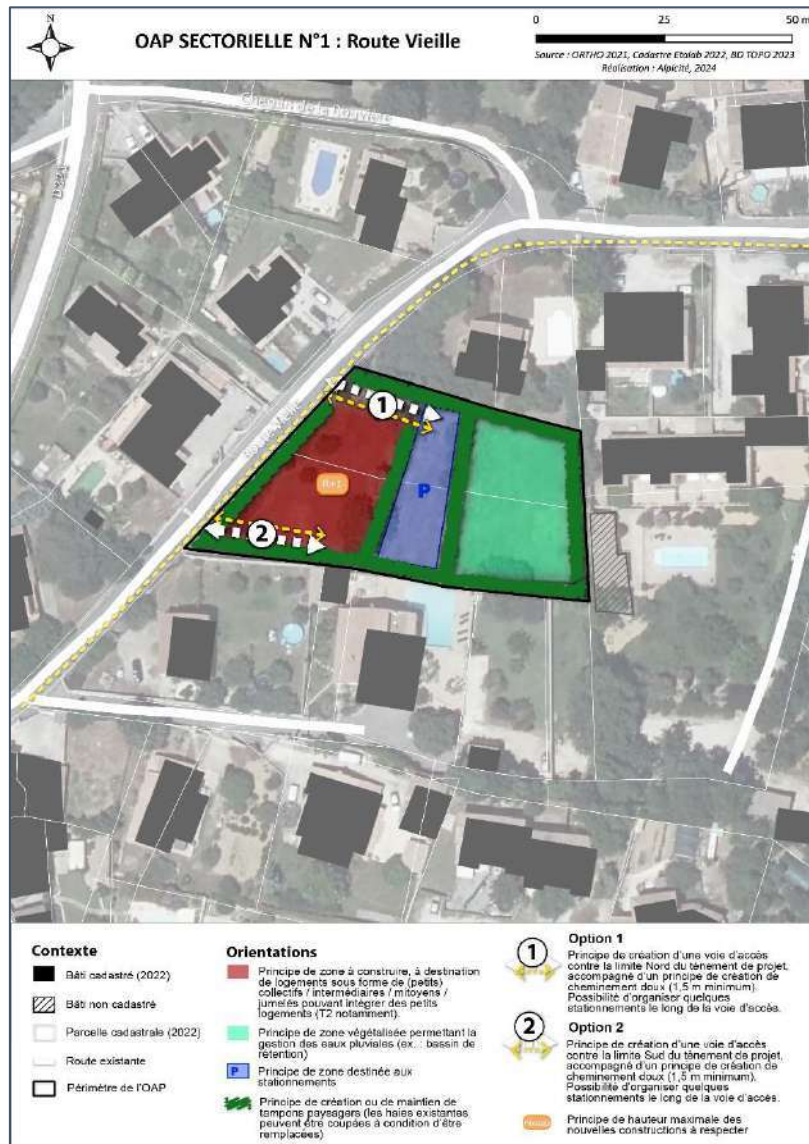 N
OAP SECTORIELLE N°1 : Route Vieille
0 25 50 m
Source : ORTHO 2021, Cadastre Etalab 2022, BD TOPO 2023
Réalisation : Alpicité, 2024
Chemin de la
1
R+1
P
2
Contexte
Bâti cadastré (2022)
Bâti non cadastré
Parcelle cadastrale (2022)
Route existante
Périmètre de l'OAP
Orientations
Principe de zone à construire, à destination
de logements sous forme de (petits)
collectifs / intermédiaires / mitoyens /
jumelés pouvant intégrer des petits
logements (T2 notamment).
Principe de zone végétalisée permettant la
gestion des eaux pluviales (ex. : bassin de
rétention)
P
Principe de zone destinée aux
stationnements
Principe de création ou de maintien de
tampons paysagers (les haies existantes
peuvent être coupées à condition d'être
remplacées)
1
Option 1
Principe de création d'une voie d'accès
contre la limite Nord du tènement de projet,
accompagné d'un principe de création de
cheminement doux (1,5 m minimum).
Possibilité d'organiser quelques
stationnements le long de la voie d'accès.
2
Option 2
Principe de création d'une voie d'accès
contre la limite Sud du tènement de projet,
accompagné d'un principe de création de
cheminement doux (1,5 m minimum).
Possibilité d'organiser quelques
stationnements le long de la voie d'accès.
Principe de hauteur maximale des
nouvelles constructions à respecter